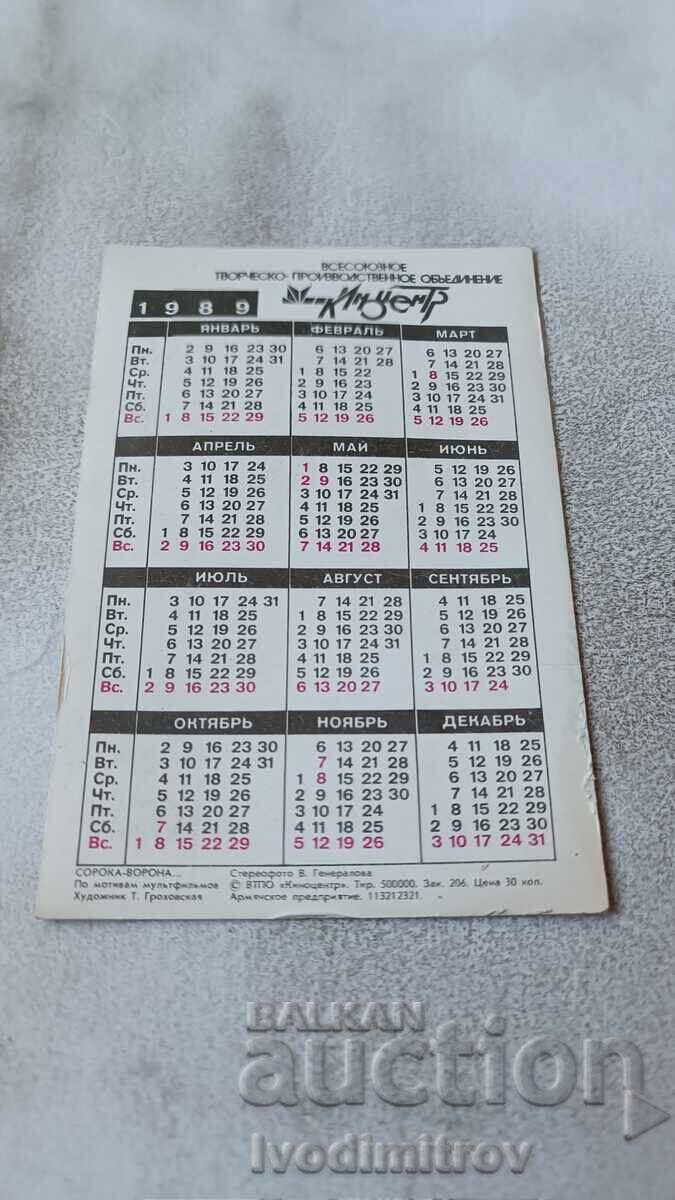 ВСЕСОЮЗНОЕ
ТВОРЧЕСКО-ПРОИЗВОДСТВЕННОЕ ОБЪЕДИНЕНИЕ
1989 Киноцентр
ЯНВАРЬ ФЕВРАЛЬ МАРТ
Пн. 2 9 16 23 30 6 13 20 27 6 13 20 27
Вт. 3 10 17 24 31 7 14 21 28 7 14 21 28
Ср. 4 11 18 25 1 8 15 22 1 8 15 22 29
Чт. 5 12 19 26 2 9 16 23 2 9 16 23 30
Пт. 6 13 20 27 3 10 17 24 3 10 17 24 31
Сб. 7 14 21 28 4 11 18 25 4 11 18 25
Вс. 1 8 15 22 29 5 12 19 26 5 12 19 26
АПРЕЛЬ МАЙ ИЮНЬ
Пн. 3 10 17 24 1 8 15 22 29 5 12 19 26
Вт. 4 11 18 25 2 9 16 23 30 6 13 20 27
Ср. 5 12 19 26 3 10 17 24 31 7 14 21 28
Чт. 6 13 20 27 4 11 18 25 1 8 15 22 29
Пт. 7 14 21 28 5 12 19 26 2 9 16 23 30
Сб. 1 8 15 22 29 6 13 20 27 3 10 17 24
Вс. 2 9 16 23 30 7 14 21 28 4 11 18 25
ИЮЛЬ АВГУСТ СЕНТЯБРЬ
Пн. 3 10 17 24 31 7 14 21 28 4 11 18 25
Вт. 4 11 18 25 1 8 15 22 29 5 12 19 26
Ср. 5 12 19 26 2 9 16 23 30 6 13 20 27
Чт. 6 13 20 27 3 10 17 24 31 7 14 21 28
Пт. 7 14 21 28 4 11 18 25 1 8 15 22 29
Сб. 1 8 15 22 29 5 12 19 26 2 9 16 23 30
Вс. 2 9 16 23 30 6 13 20 27 3 10 17 24
ОКТЯБРЬ НОЯБРЬ ДЕКАБРЬ
Пн. 2 9 16 23 30 6 13 20 27 4 11 18 25
Вт. 3 10 17 24 31 7 14 21 28 5 12 19 26
Ср. 4 11 18 25 1 8 15 22 29 6 13 20 27
Чт. 5 12 19 26 2 9 16 23 30 7 14 21 28
Пт. 6 13 20 27 3 10 17 24 1 8 15 22 29
Сб. 7 14 21 28 4 11 18 25 2 9 16 23 30
Вс. 1 8 15 22 29 5 12 19 26 3 10 17 24 31
СОРОКА-ВОРОНА... Стереофото В. Генералова
По мотивам мультфильмов © ВТПО «Киноцентр». Тир. 500000. Зак. 206. Цена 30 коп.
Художник Т. Гроховская Армянское предприятие. 113212321.
BALKAN
auction
Ivodimitrov